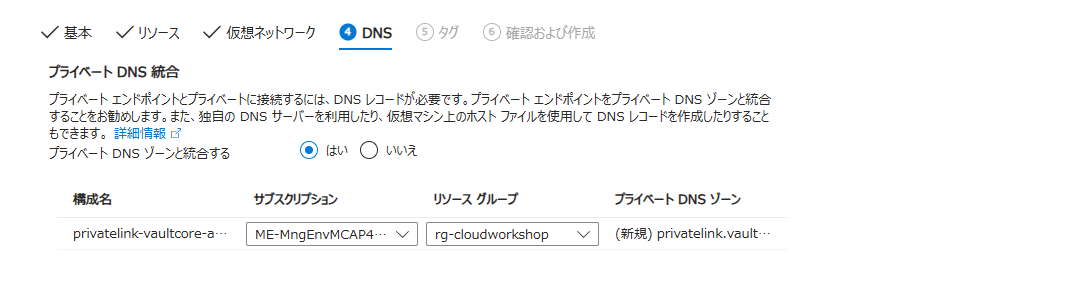 基本 リソース 仮想ネットワーク 4 DNS 5 タグ 6 確認および作成
プライベート DNS 統合
プライベート エンドポイントとプライベートに接続するには、DNS レコードが必要です。プライベート エンドポイントをプライベート DNS ゾーンと統合
することをお勧めします。また、独自の DNS サーバーを利用したり、仮想マシン上のホスト ファイルを使用して DNS レコードを作成したりすること
もできます。 詳細情報
プライベート DNS ゾーンと統合する はい いいえ
構成名 サブスクリプション リソース グループ プライベート DNS ゾーン
privatelink-vaultcore-a… ME-MngEnvMCAP4… rg-cloudworkshop (新規) privatelink.vault…